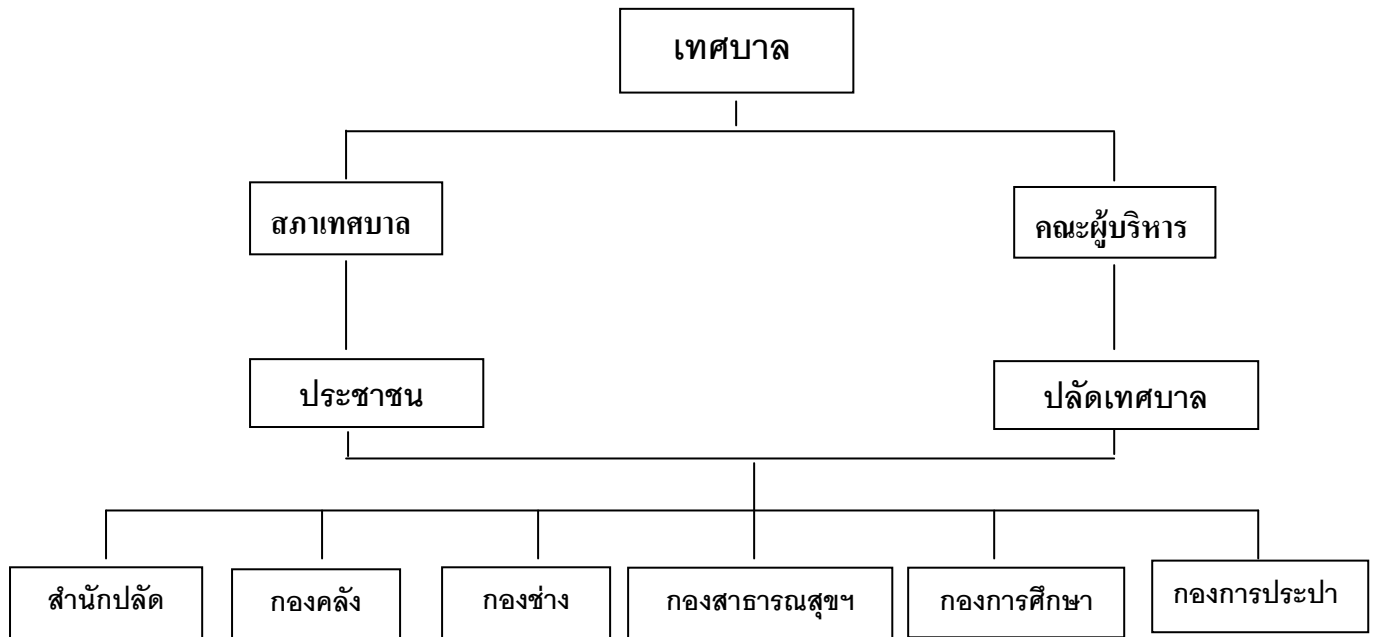 เทศบาล
สภาเทศบาล
คณะผู้บริหาร
ประชาชน
ปลัดเทศบาล
สำนักปลัด
กองคลัง
กองช่าง
กองสาธารณสุขฯ
กองการศึกษา
กองการประปา